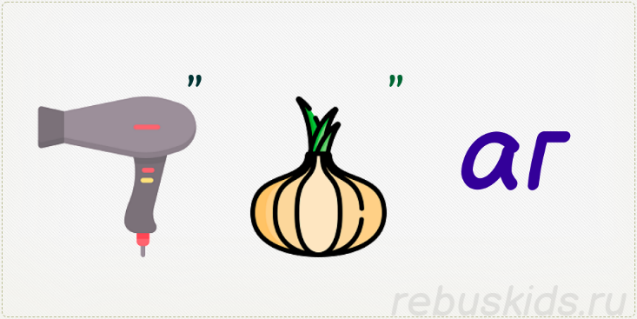 ” ” аг
rebuskids.ru